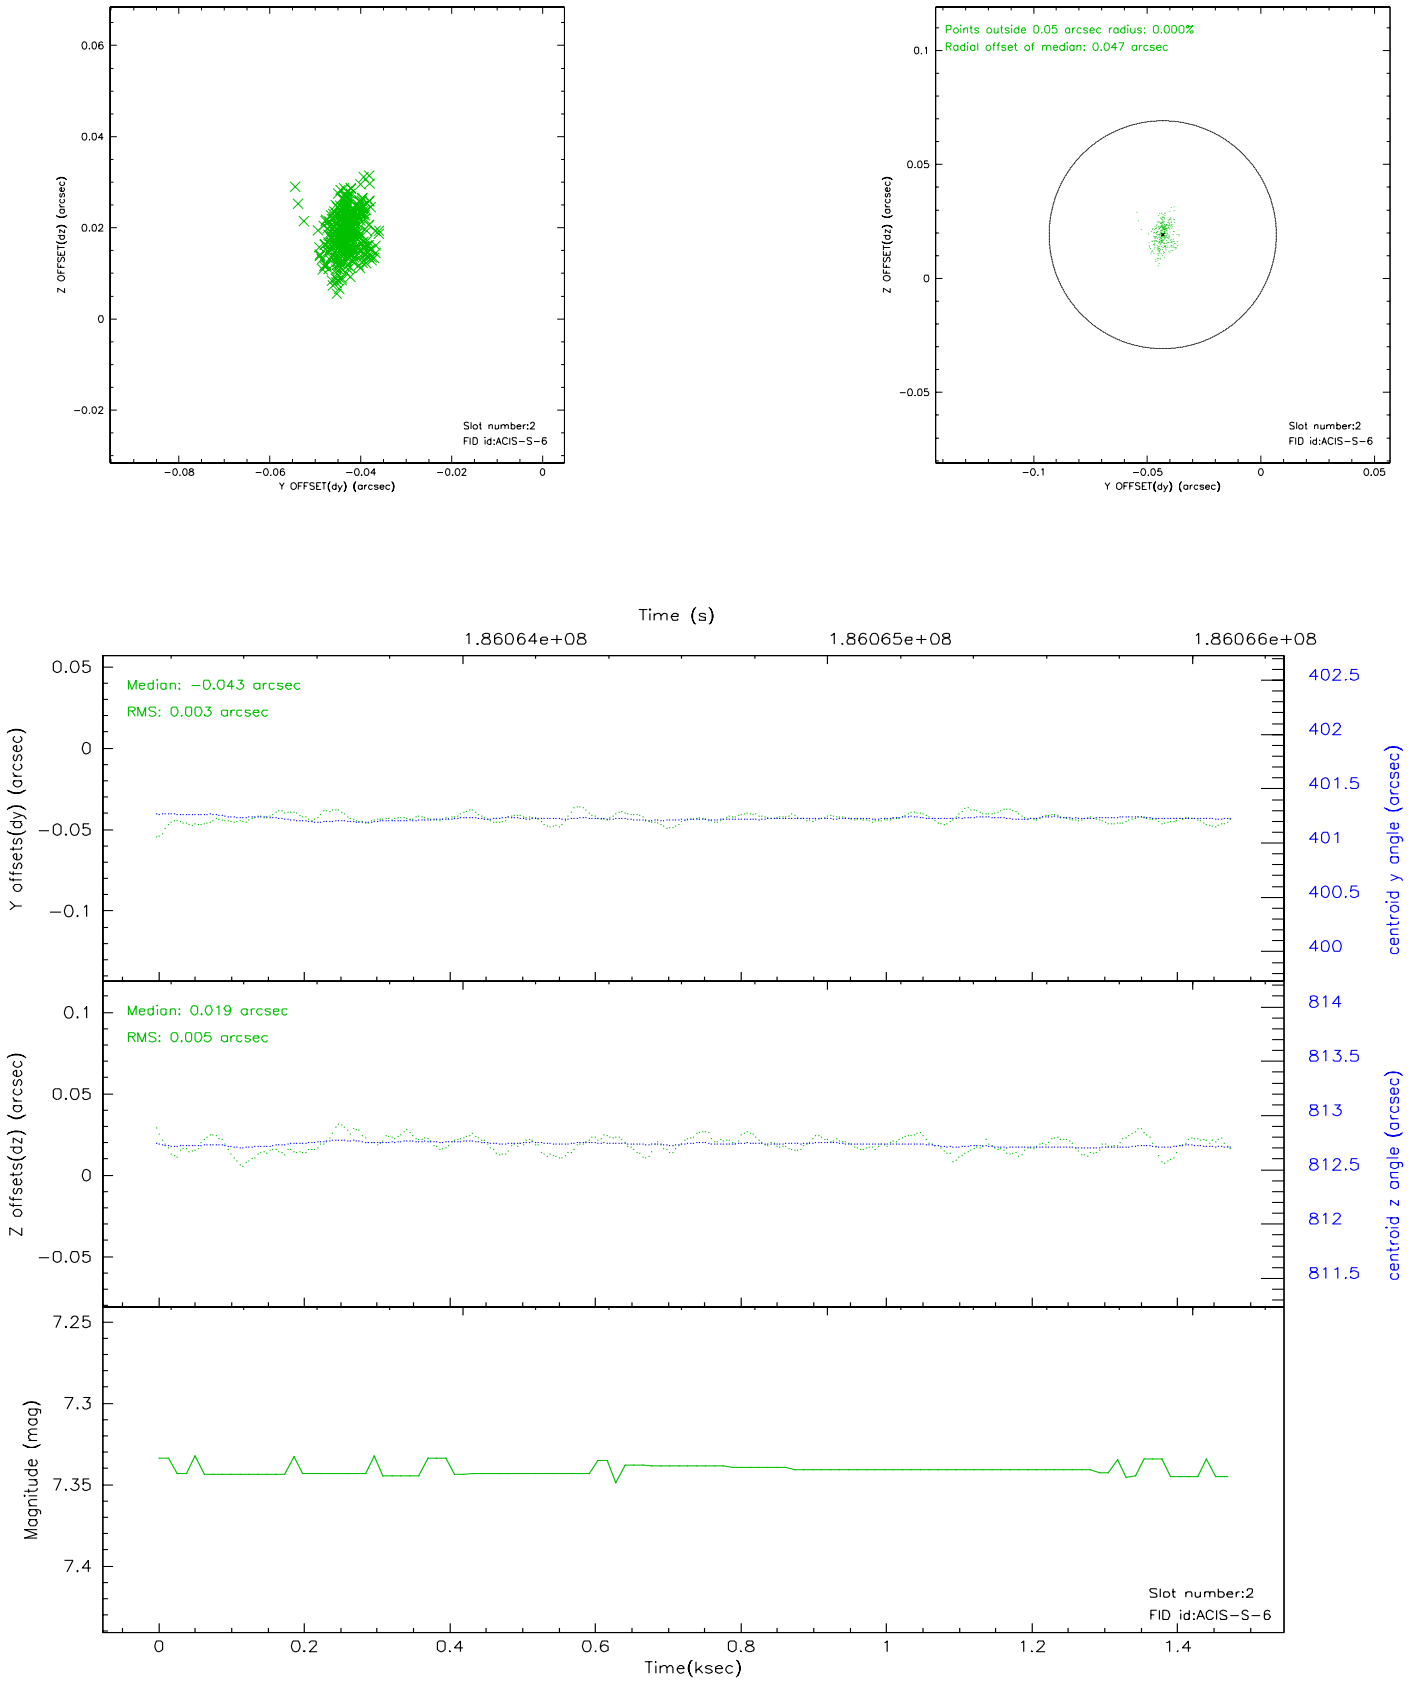 0.06
0.04
0.02
0
−0.02
Z OFFSET(dz) (arcsec)
Slot number:2
FID id:ACIS−S−6
−0.08 −0.06 −0.04 −0.02 0
Y OFFSET(dy) (arcsec)
Points outside 0.05 arcsec radius: 0.000%
Radial offset of median: 0.047 arcsec
0.1
0.05
0
−0.05
Z OFFSET(dz) (arcsec)
Slot number:2
FID id:ACIS−S−6
−0.1 −0.05 0 0.05
Y OFFSET(dy) (arcsec)
Time (s)
1.86064e+08 1.86065e+08 1.86066e+08
Median: −0.043 arcsec
RMS: 0.003 arcsec
0.05
0
−0.05
−0.1
Y offsets(dy) (arcsec)
402.5
402
401.5
401
400.5
400
centroid y angle (arcsec)
Median: 0.019 arcsec
RMS: 0.005 arcsec
0.1
0.05
0
−0.05
Z offsets(dz) (arcsec)
814
813.5
813
812.5
812
811.5
centroid z angle (arcsec)
7.25
7.3
7.35
7.4
Magnitude (mag)
Slot number:2
FID id:ACIS−S−6
0 0.2 0.4 0.6 0.8 1 1.2 1.4
Time(ksec)